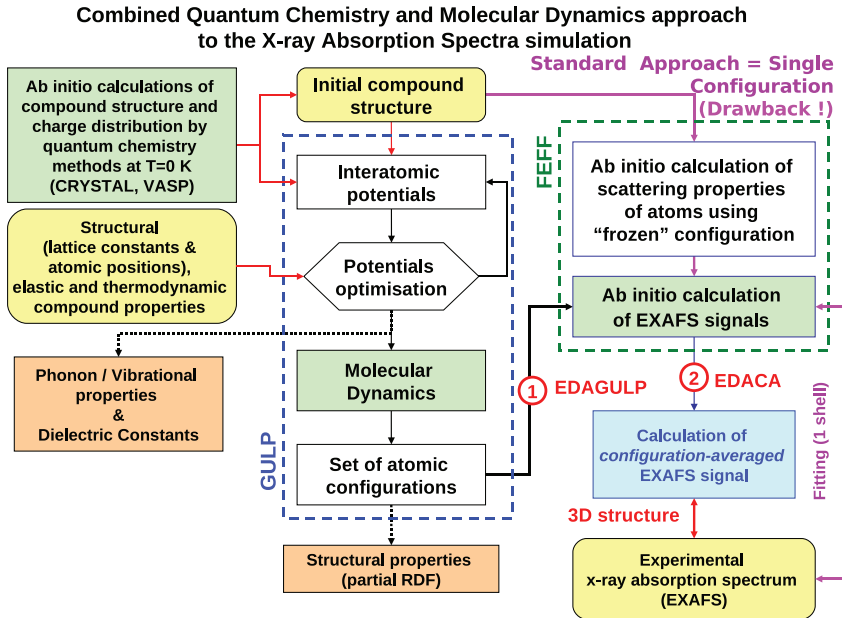 Combined Quantum Chemistry and Molecular Dynamics approach
to the X-ray Absorption Spectra simulation
Standard Approach = Single
Configuration
(Drawback !)
Ab initio calculations of
compound structure and
charge distribution by
quantum chemistry
methods at T=0 K
(CRYSTAL, VASP)
Initial compound
structure
Interatomic
potentials
Structural
(lattice constants &
atomic positions),
elastic and thermodynamic
compound properties
Potentials
optimisation
Phonon / Vibrational
properties
&
Dielectric Constants
Molecular
Dynamics
Set of atomic
configurations
GULP
Structural properties
(partial RDF)
FEFF
Ab initio calculation of
scattering properties
of atoms using
“frozen” configuration
Ab initio calculation
of EXAFS signals
1 EDAGULP
2 EDACA
Calculation of
configuration-averaged
EXAFS signal
3D structure
Fitting (1 shell)
Experimental
x-ray absorption spectrum
(EXAFS)